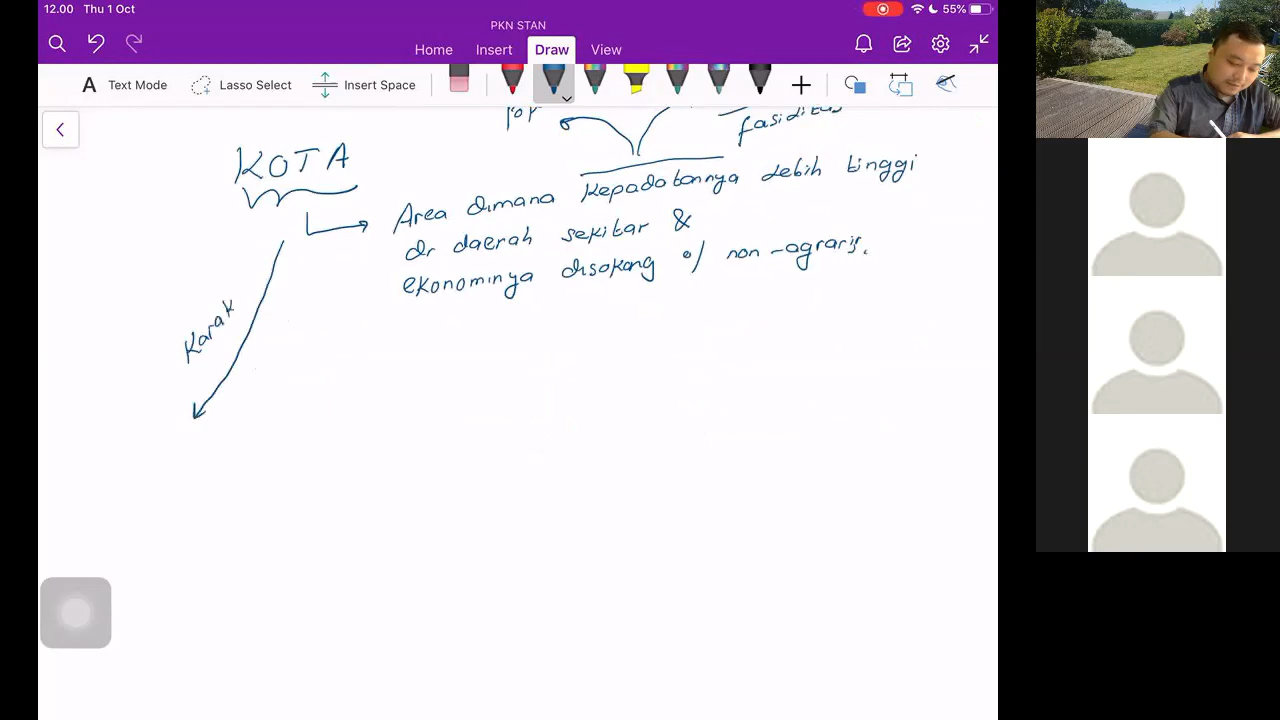 12.00 Thu 1 Oct
55%
PKN STAN
Home Insert Draw View
Text Mode Lasso Select Insert Space
pop
fasilitas
KOTA
Area dimana kepadatannya lebih tinggi
dr daerah sekitar &
ekonominya disokong o/ non-agraris.
Karak